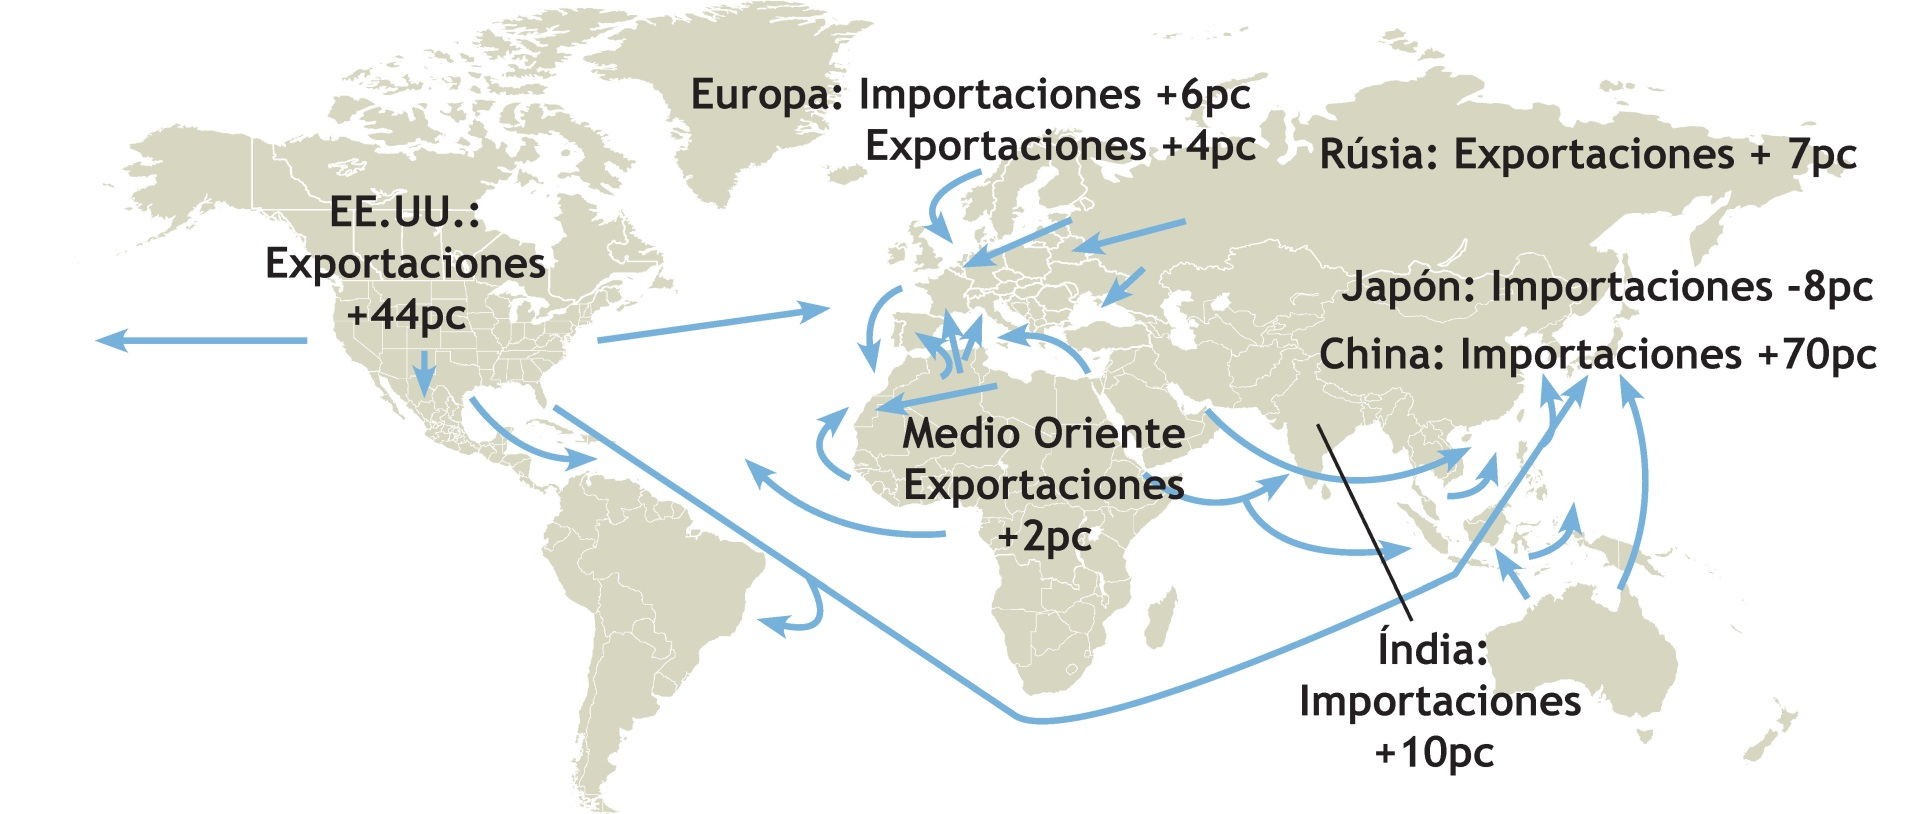 Europa: Importaciones +6pc
Exportaciones +4pc
Rúsia: Exportaciones + 7pc
EE.UU.:
Exportaciones
+44pc
Japón: Importaciones -8pc
China: Importaciones +70pc
Medio Oriente
Exportaciones
+2pc
Índia:
Importaciones
+10pc